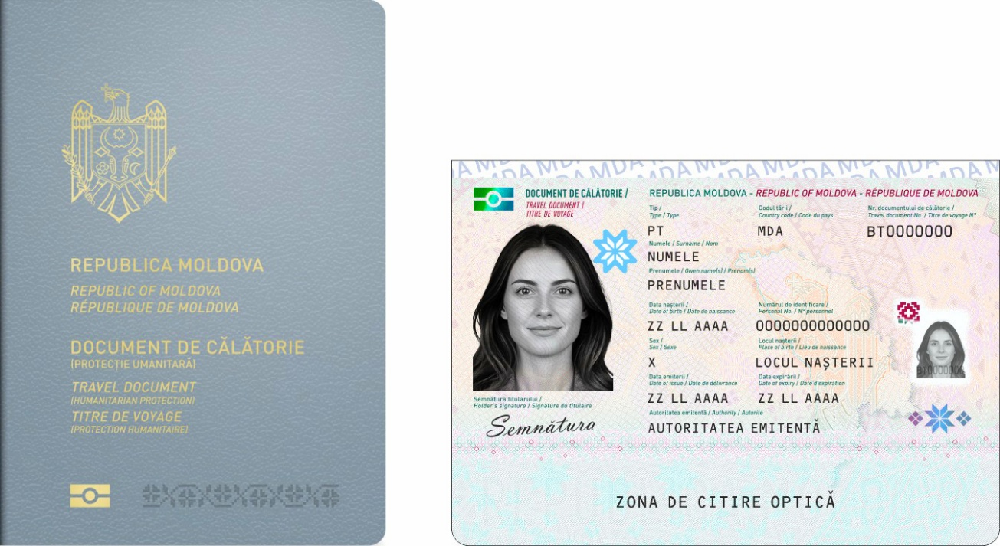 REPUBLICA MOLDOVA
REPUBLIC OF MOLDOVA
RÉPUBLIQUE DE MOLDOVA
DOCUMENT DE CĂLĂTORIE
(PROTECȚIE UMANITARĂ)
TRAVEL DOCUMENT
(HUMANITARIAN PROTECTION)
TITRE DE VOYAGE
(PROTECTION HUMANITAIRE)
MDA MDA MDA MDA MDA MDA
DOCUMENT DE CĂLĂTORIE /
TRAVEL DOCUMENT /
TITRE DE VOYAGE
REPUBLICA MOLDOVA - REPUBLIC OF MOLDOVA - RÉPUBLIQUE DE MOLDOVA
Tip / Codul țării / Nr. documentului de călătorie /
Type / Type Country code / Code du pays Travel document No. / Titre de voyage N°
PT MDA BT0000000
Numele / Surname / Nom
NUMELE
Prenumele / Given name(s) / Prénom(s)
PRENUMELE
Data nașterii / Numărul de identificare /
Date of birth / Date de naissance Personal No. / N° personnel
ZZ LL AAAA 0000000000000
Sex / Locul nașterii /
Sex / Sexe Place of birth / Lieu de naissance
X LOCUL NAȘTERII
BT0000000
Data emiterii / Data expirării /
Date of issue / Date de délivrance Date of expiry / Date d'expiration
ZZ LL AAAA ZZ LL AAAA
Semnătura titularului /
Holder's signature / Signature du titulaire
Semnătura
Autoritatea emitentă / Authority / Autorité
AUTORITATEA EMITENTĂ
REPUBLICA MOLDOVA
ZONA DE CITIRE OPTICĂ